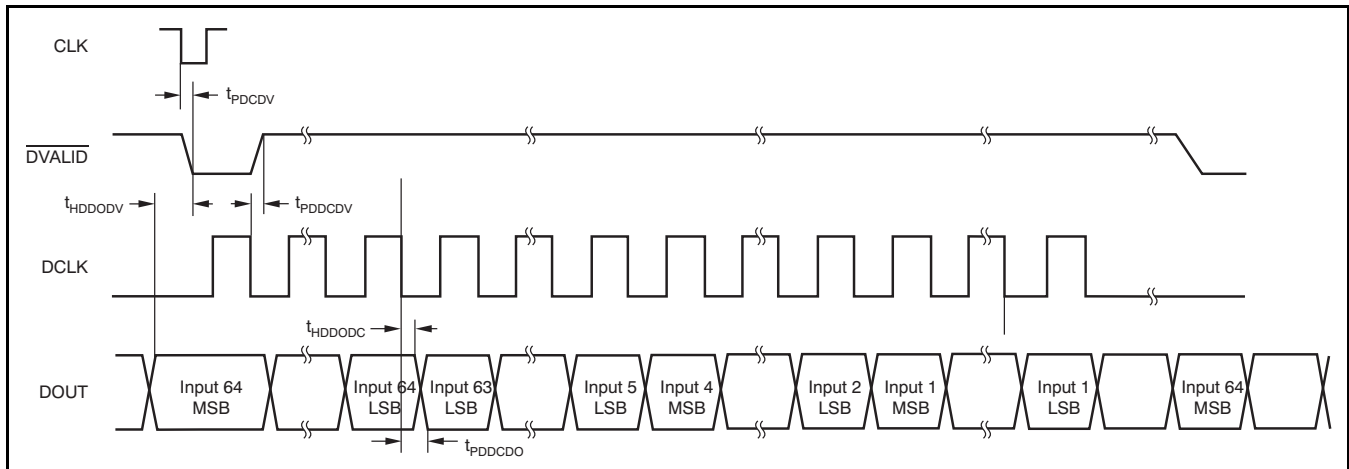 CLK
tPDCDV
DVALID
tHDDODV
tPDDCDV
DCLK
tHDDODC
DOUT
Input 64
MSB
Input 64
LSB
Input 63
LSB
Input 5
LSB
Input 4
MSB
Input 2
LSB
Input 1
MSB
Input 1
LSB
Input 64
MSB
tPDDCDO